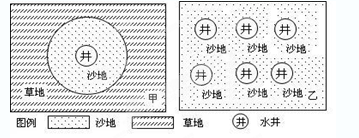 井
沙地
草地
甲
井 井 井
沙地 沙地 沙地
井 井 井
沙地 沙地 沙地
乙
图例 沙地 草地 井 水井